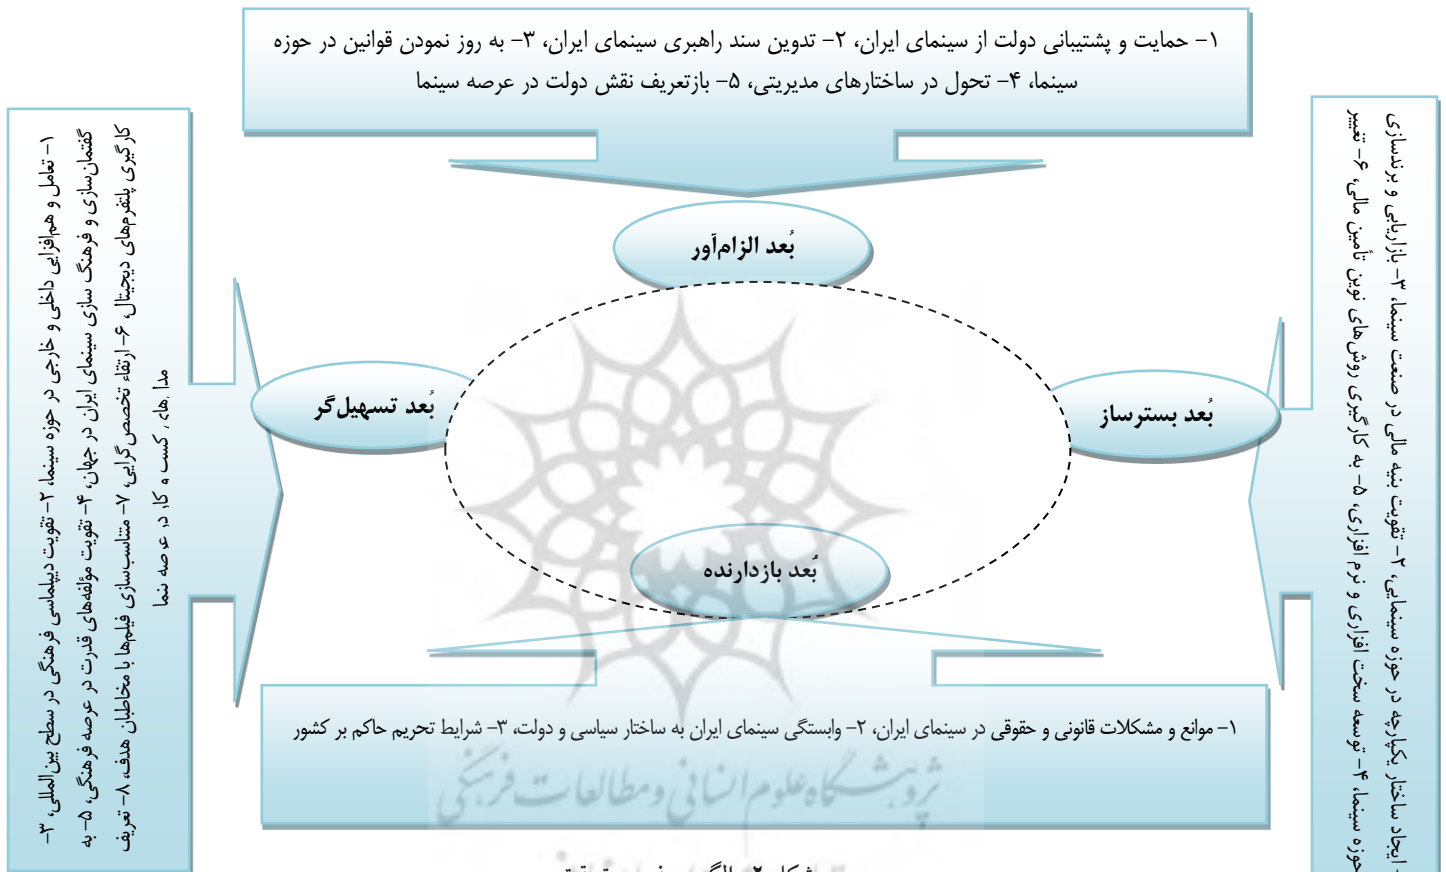 ۱- حمایت و پشتیبانی دولت از سینمای ایران، ۲- تدوین سند راهبری سینمای ایران، ۳- به روز نمودن قوانین در حوزه
سینما، ۴- تحول در ساختارهای مدیریتی، ۵- بازتعریف نقش دولت در عرصه سینما
ایجاد ساختار یکپارچه در حوزه سینمایی، ۲- تقویت بنیه مالی در صنعت سینما، ۳- بازاریابی و برندسازی
حوزه سینما، ۴- توسعه سخت افزاری و نرم افزاری، ۵- به کارگیری روش‌های نوین تأمین مالی، ۶- تغییر
بُعد الزام‌آور
بُعد بسترساز
بُعد تسهیل‌گر
بُعد بازدارنده
۱- تعامل و هم‌افزایی داخلی و خارجی در حوزه سینما، ۲- تقویت دیپلماسی فرهنگی در سطح بین‌المللی، ۳-
گفتمان‌سازی و فرهنگ سازی سینمای ایران در جهان، ۴- تقویت مؤلفه‌های قدرت در عرصه فرهنگی، ۵- به
کارگیری پلتفرم‌های دیجیتال، ۶- ارتقاء تخصص‌گرایی، ۷- متناسب‌سازی فیلم‌ها با مخاطبان هدف، ۸- تعریف
های کسب و کار در عرصه
۱- موانع و مشکلات قانونی و حقوقی در سینمای ایران، ۲- وابستگی سینمای ایران به ساختار سیاسی و دولت، ۳- شرایط تحریم حاکم بر کشور
پژوهشگاه علوم انسانی و مطالعات فرهنگی